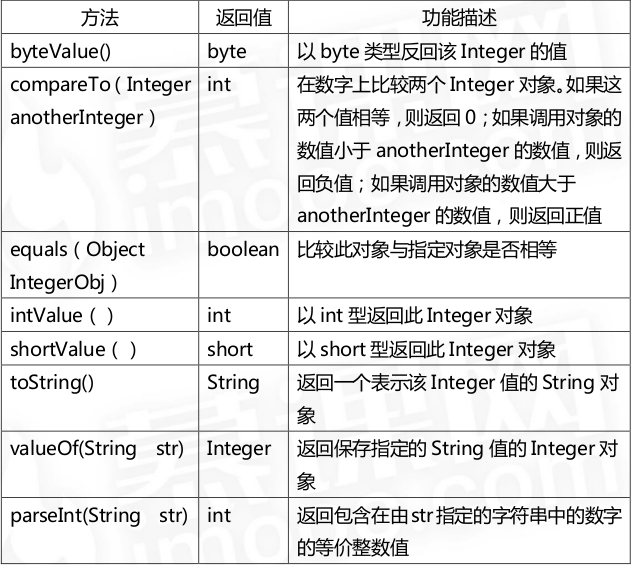 方法 返回值 功能描述
byteValue() byte 以 byte 类型反回该 Integer 的值
compareTo（Integer int 在数字上比较两个 Integer 对象。如果这
anotherInteger） 两个值相等，则返回 0；如果调用对象的
数值小于 anotherInteger 的数值，则返
回负值；如果调用对象的数值大于
anotherInteger 的数值，则返回正值
equals（Object boolean 比较此对象与指定对象是否相等
IntegerObj）
intValue（ ） int 以 int 型返回此 Integer 对象
shortValue（ ） short 以 short 型返回此 Integer 对象
toString() String 返回一个表示该 Integer 值的 String 对
象
valueOf(String str) Integer 返回保存指定的 String 值的 Integer 对
象
parseInt(String str) int 返回包含在由 str 指定的字符串中的数字
的等价整数值